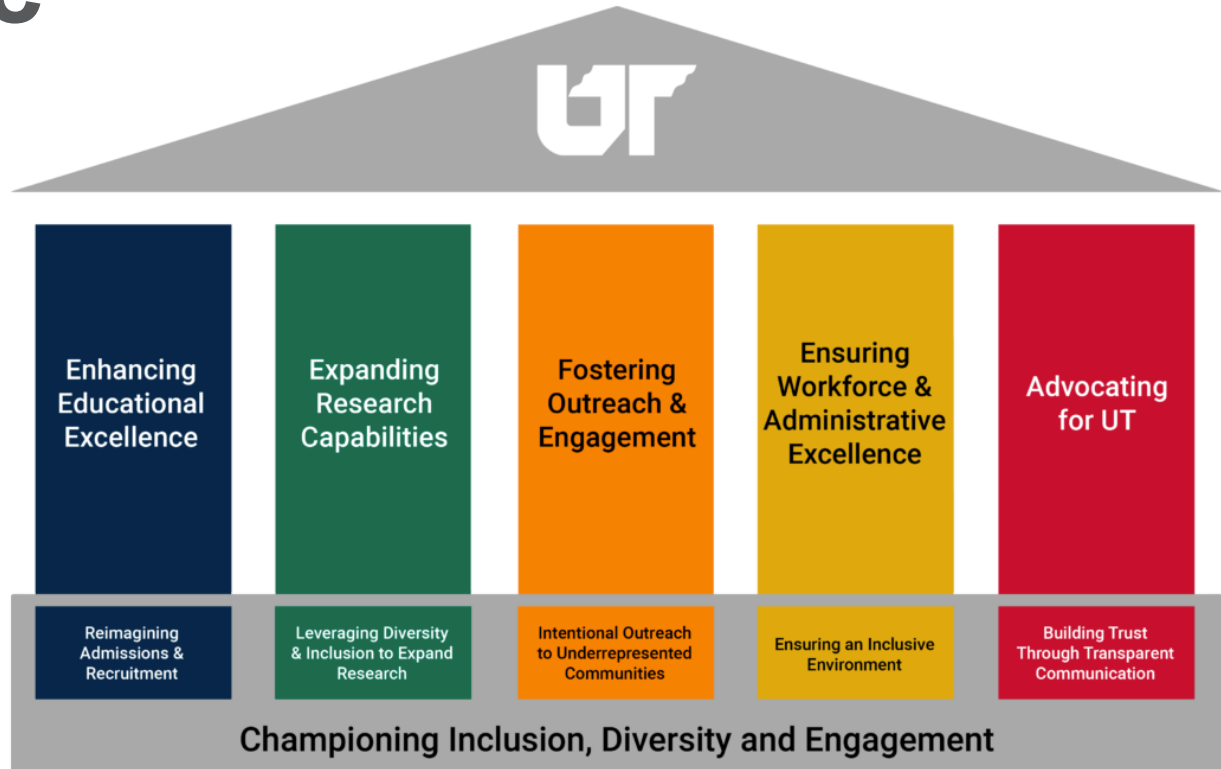 c
UT
Enhancing
Educational
Excellence
Expanding
Research
Capabilities
Fostering
Outreach &
Engagement
Ensuring
Workforce &
Administrative
Excellence
Advocating
for UT
Reimagining
Admissions &
Recruitment
Leveraging Diversity
& Inclusion to Expand
Research
Intentional Outreach
to Underrepresented
Communities
Ensuring an Inclusive
Environment
Building Trust
Through Transparent
Communication
Championing Inclusion, Diversity and Engagement